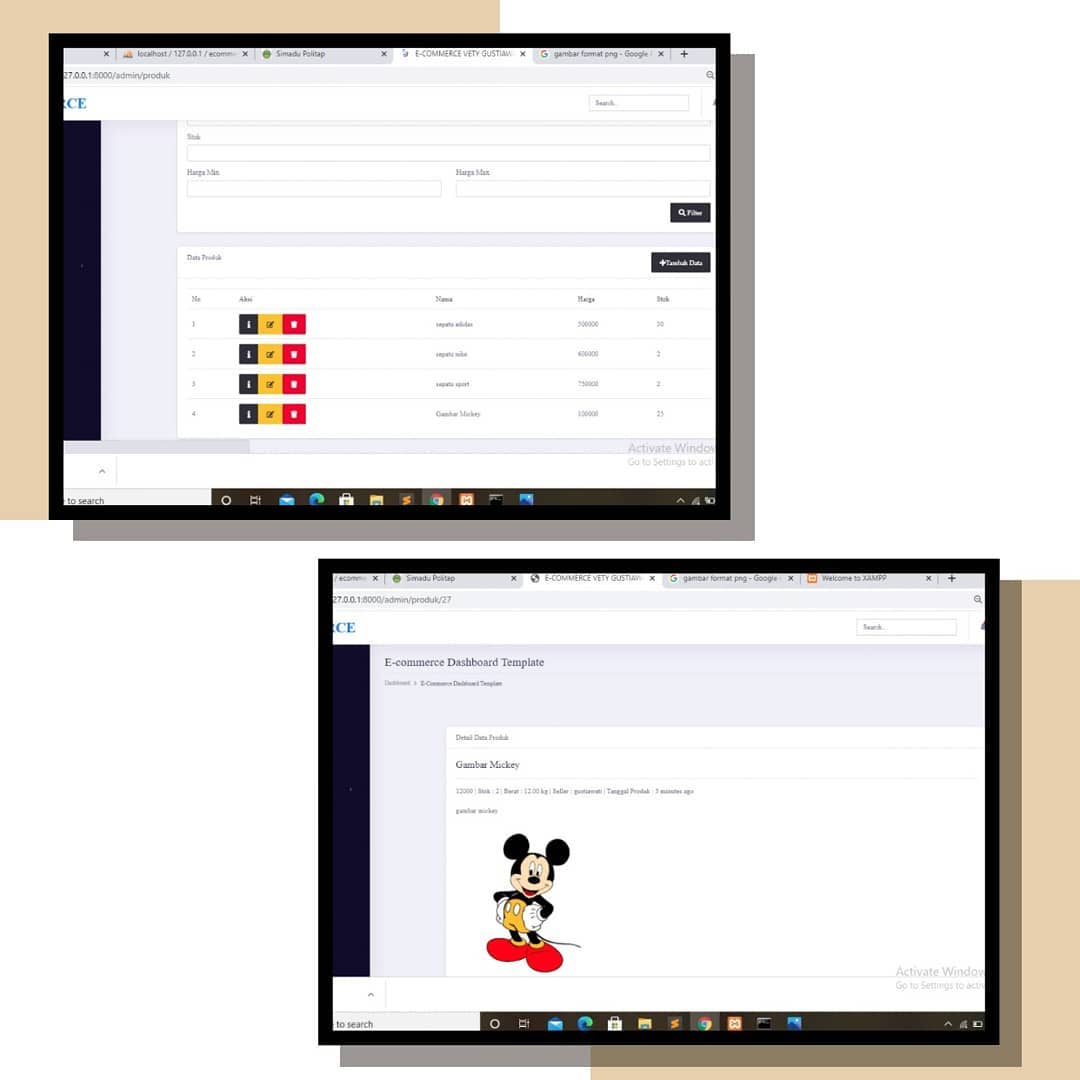 localhost / 127.0.0.1 / ecomme
Simadu Politap
E-COMMERCE VETY GUSTIAW
gambar format png - Google
27.0.0.1:8000/admin/produk
RCE
Search..
Stok
Harga Min
Harga Max
Filter
Data Produk
Tambah Data
No Aksi Nama Harga Stok
1 sepatu adidas 500000 50
2 sepatu nike 600000 2
3 sepatu sport 750000 2
4 Gambar Mickey 100000 25
Activate Window
Go to Settings to acti
to search
/ ecomme
Simadu Politap
E-COMMERCE VETY GUSTIAW
gambar format png - Google
Welcome to XAMPP
27.0.0.1:8000/admin/produk/27
RCE
Search..
E-commerce Dashboard Template
Dashboard > E-Commerce Dashboard Template
Detail Data Produk
Gambar Mickey
12000 | Stok : 2 | Berat : 12.00 kg | Seller : gustiawati | Tanggal Produk : 3 minutes ago
gambar mickey
Activate Window
Go to Settings to activ
to search